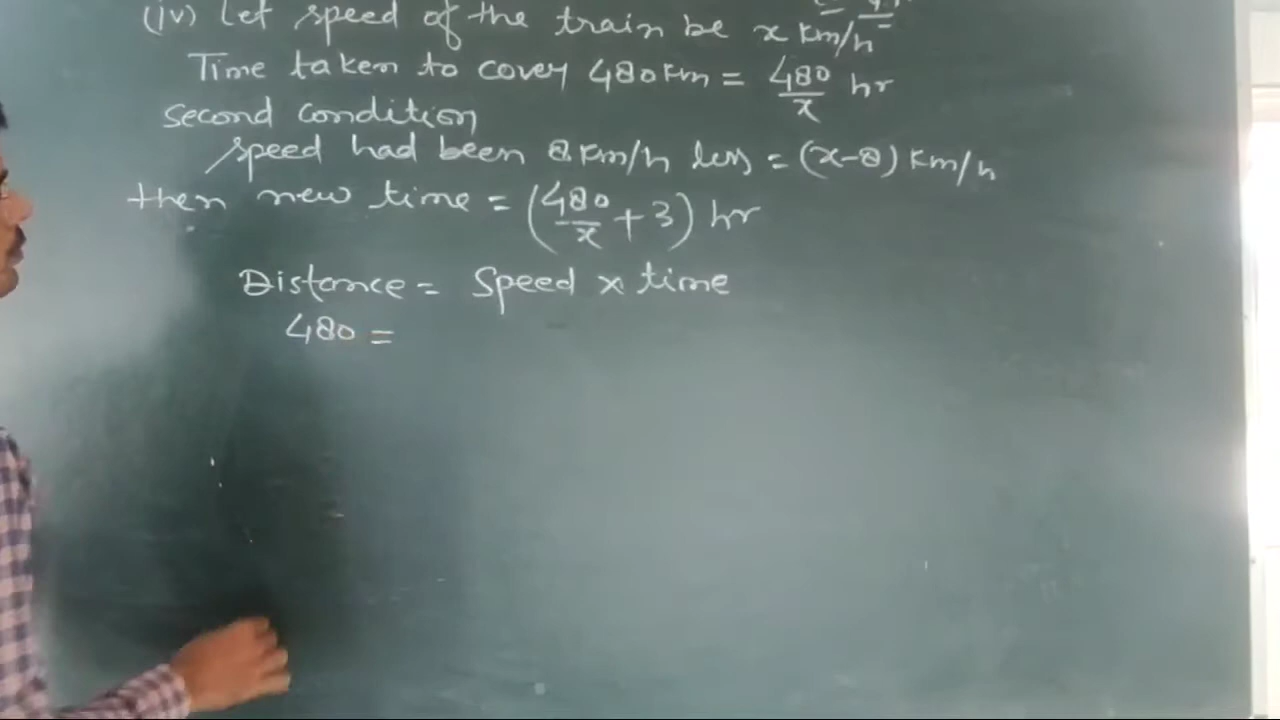 (iv) Let speed of the train be x km/h
Time taken to cover 480 km = 480/x hr
second condition
speed had been 8 km/h less = (x-8) km/h
then new time = (480/x + 3) hr
Distance = Speed x time
480 =